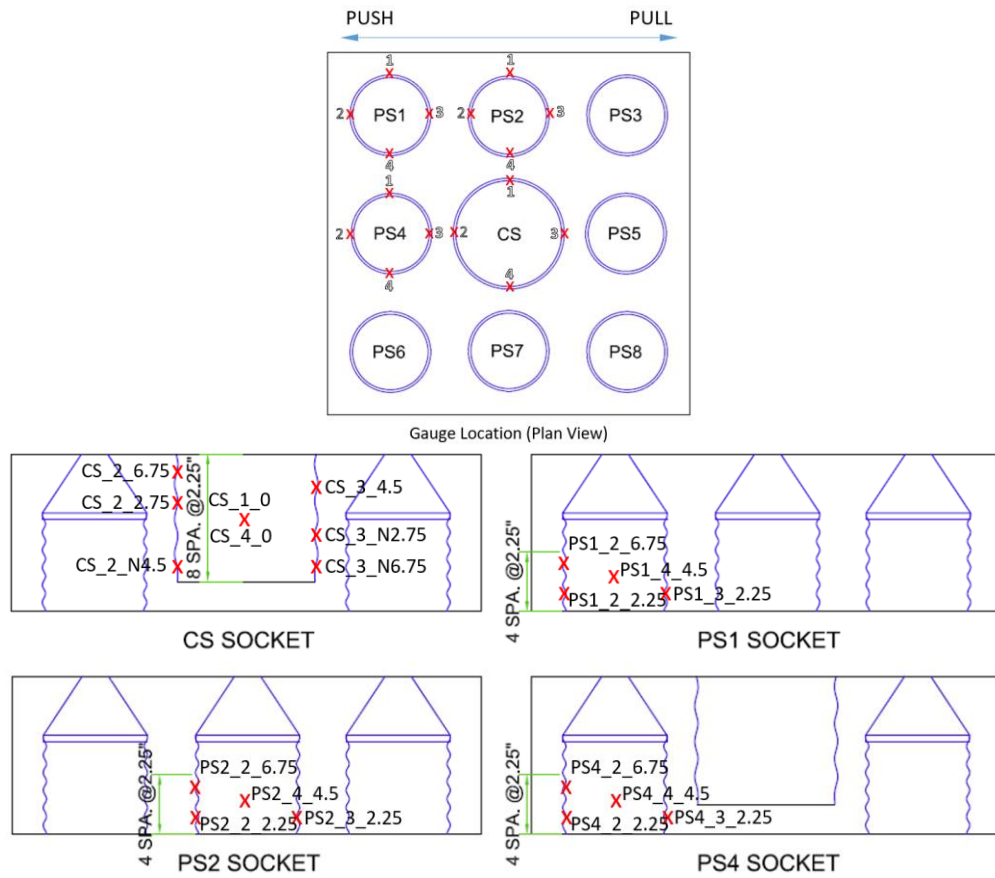 PUSH PULL
1 1
2 PS1 3 2 PS2 3 PS3
4 4
1 1
2 PS4 3 2 CS 3 PS5
4 4
PS6 PS7 PS8
Gauge Location (Plan View)
CS_2_6.75
CS_2_2.75
CS_2_N4.5
8 SPA. @2.25"
CS_1_0
CS_4_0
CS_3_4.5
CS_3_N2.75
CS_3_N6.75
CS SOCKET
4 SPA. @2.25"
PS1_2_6.75
PS1_4_4.5
PS1_2_2.25
PS1_3_2.25
PS1 SOCKET
4 SPA. @2.25"
PS2_2_6.75
PS2_4_4.5
PS2_2_2.25
PS2_3_2.25
PS2 SOCKET
4 SPA. @2.25"
PS4_2_6.75
PS4_4_4.5
PS4_2_2.25
PS4_3_2.25
PS4 SOCKET